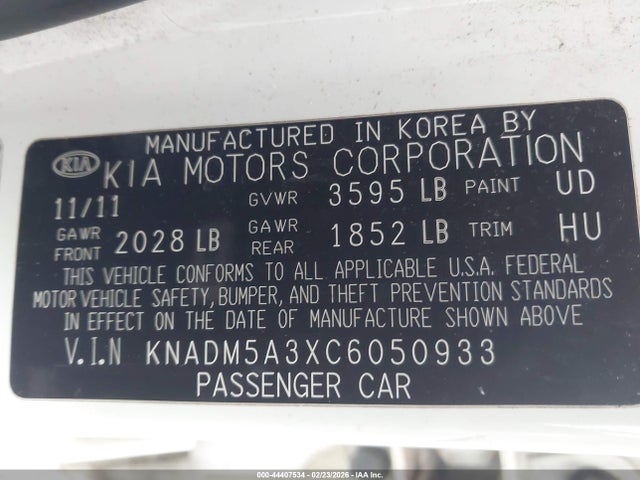 MANUFACTURED IN KOREA BY
KIA KIA MOTORS CORPORATION
11/11 GVWR 3595 LB PAINT UD
GAWR FRONT 2028 LB GAWR REAR 1852 LB TRIM HU
THIS VEHICLE CONFORMS TO ALL APPLICABLE U.S.A. FEDERAL
MOTOR VEHICLE SAFETY, BUMPER, AND THEFT PREVENTION STANDARDS
IN EFFECT ON THE DATE OF MANUFACTURE SHOWN ABOVE
V.I.N KNADM5A3XC6050933
PASSENGER CAR
000-44407534 - 02/23/2026 - IAA Inc.